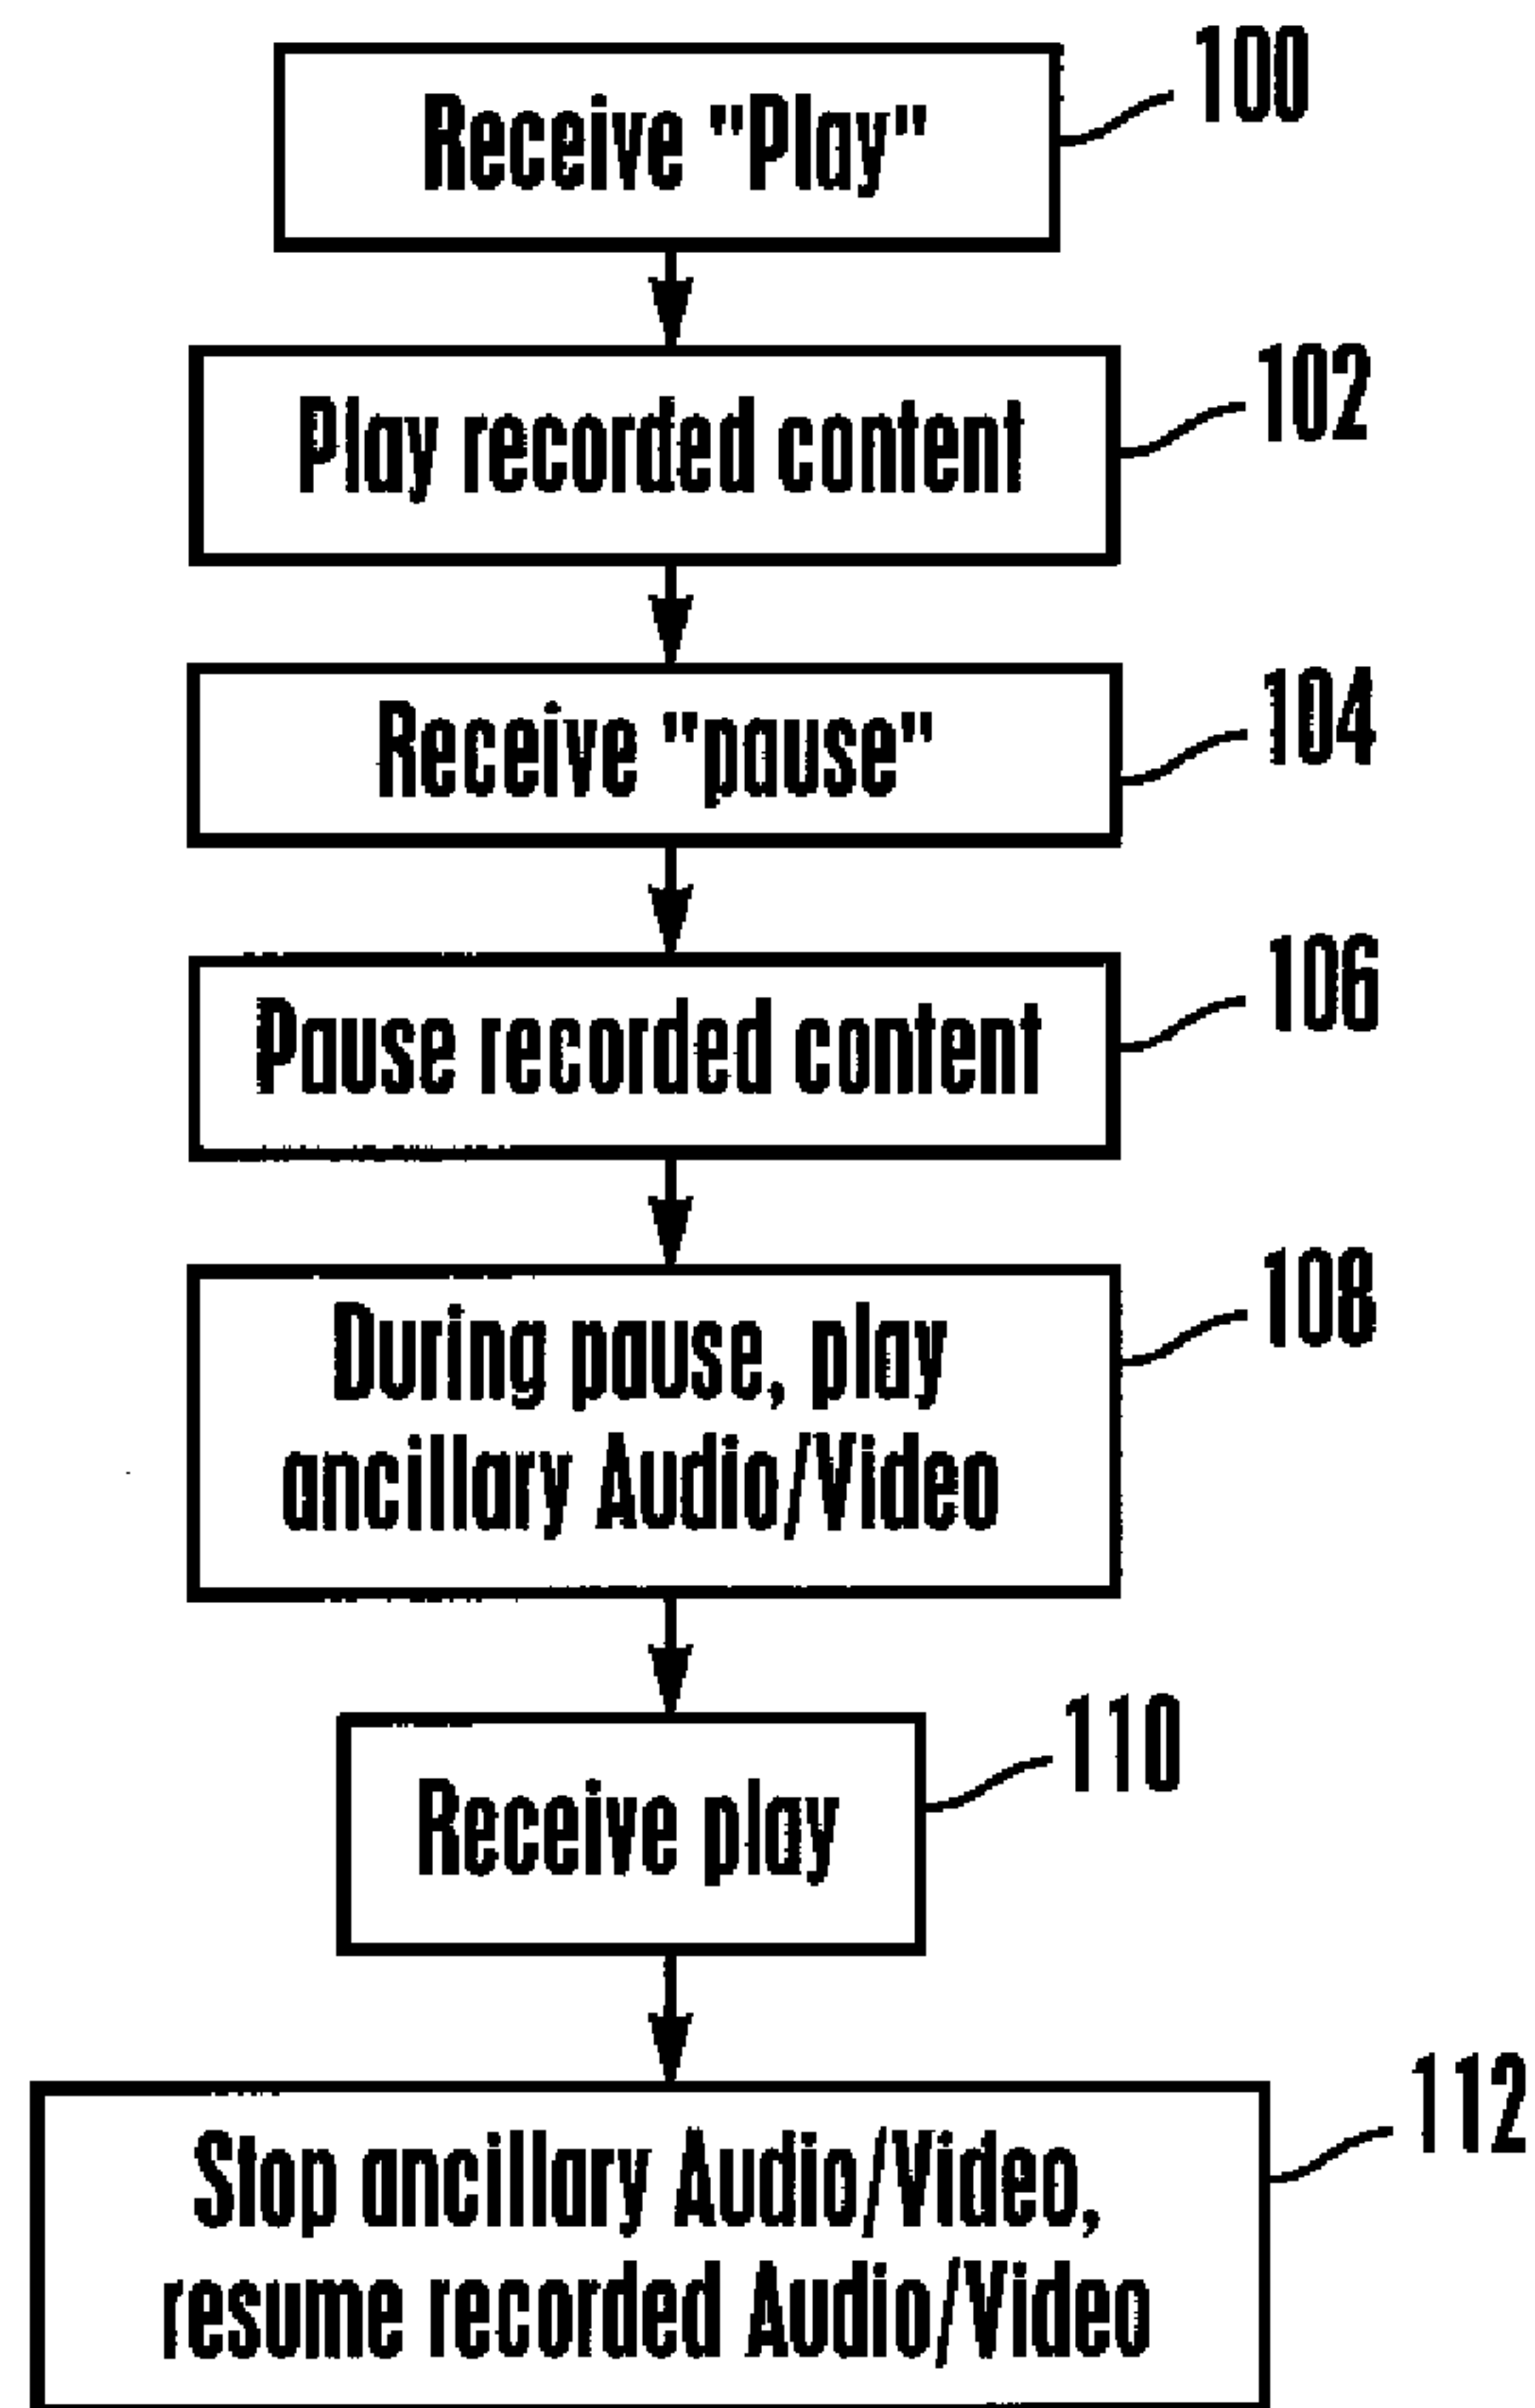 Receive "Play"
100
Play recorded content
102
Receive "pause"
104
Pause recorded content
106
During pause, play
ancillary Audio/Video
108
Receive play
110
Stop ancillary Audio/Video,
resume recorded Audio/Video
112